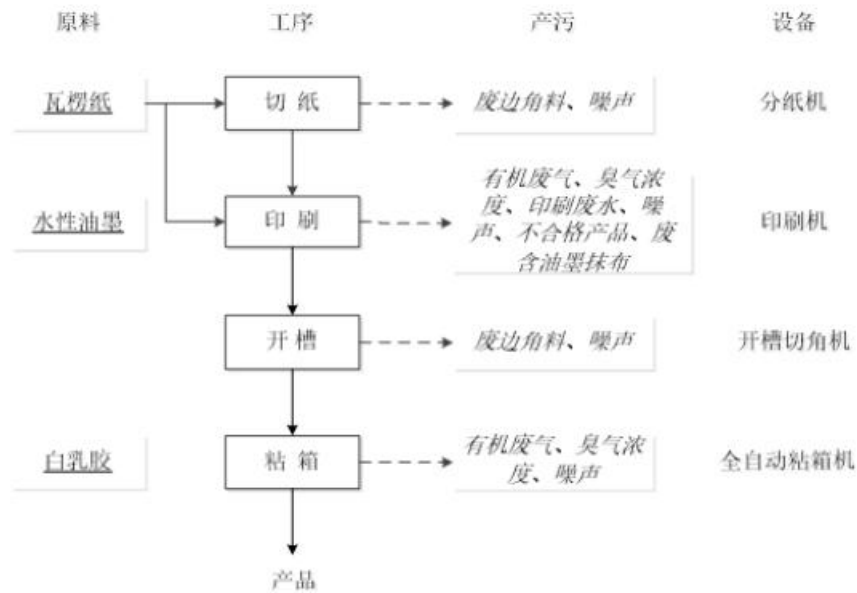 原料 工序 产污 设备
瓦楞纸 切纸 废边角料、噪声 分纸机
水性油墨 印刷 有机废气、臭气浓
度、印刷废水、噪
声、不合格产品、废
含油墨抹布
印刷机
开槽 废边角料、噪声 开槽切角机
白乳胶 粘箱 有机废气、臭气浓
度、噪声
全自动粘箱机
产品